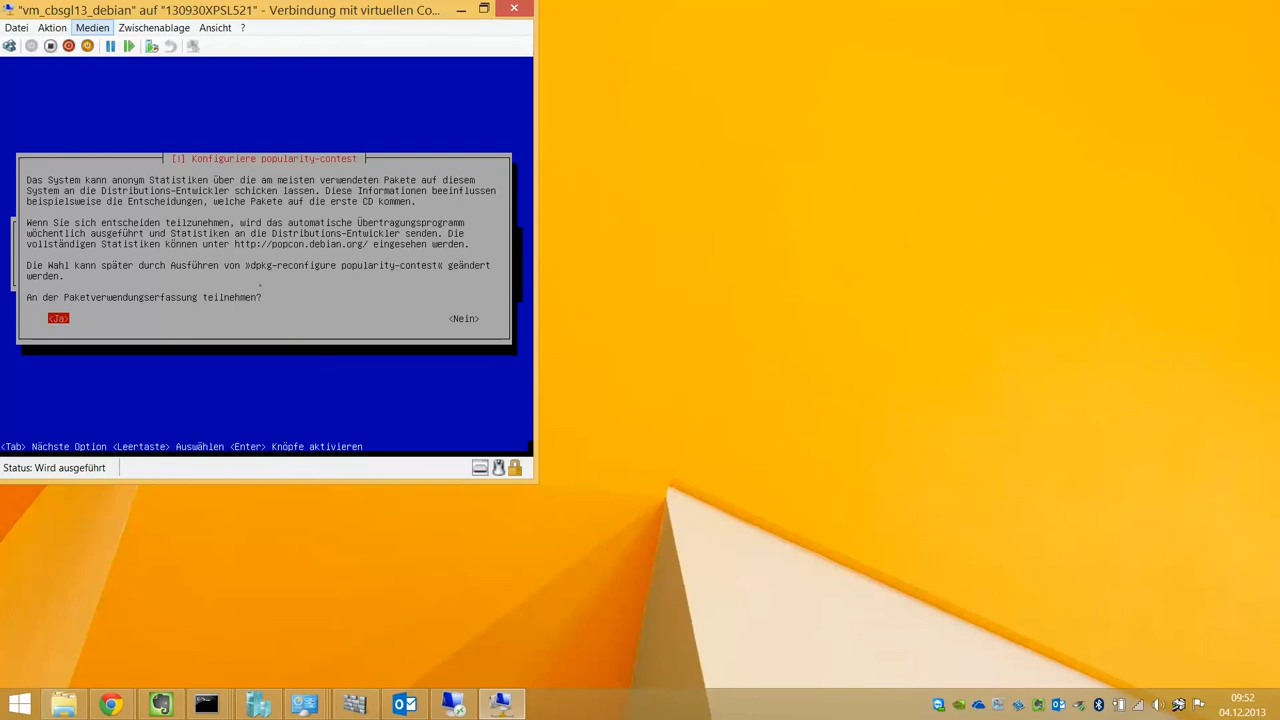 "vm_cbsgl13_debian" auf "130930XPSL521" - Verbindung mit virtuellen Co...
Datei Aktion Medien Zwischenablage Ansicht ?
[!] Konfiguriere popularity-contest
Das System kann anonym Statistiken über die am meisten verwendeten Pakete auf diesem
System an die Distributions-Entwickler schicken lassen. Diese Informationen beeinflussen
beispielsweise die Entscheidungen, welche Pakete auf die erste CD kommen.
Wenn Sie sich entscheiden teilzunehmen, wird das automatische Übertragungsprogramm
wöchentlich ausgeführt und Statistiken an die Distributions-Entwickler senden. Die
vollständigen Statistiken können unter http://popcon.debian.org/ eingesehen werden.
Die Wahl kann später durch Ausführen von »dpkg-reconfigure popularity-contest« geändert
werden.
An der Paketverwendungserfassung teilnehmen?
<Ja> <Nein>
<Tab> Nächste Option <Leertaste> Auswählen <Enter> Knöpfe aktivieren
Status: Wird ausgeführt
09:52
04.12.2013